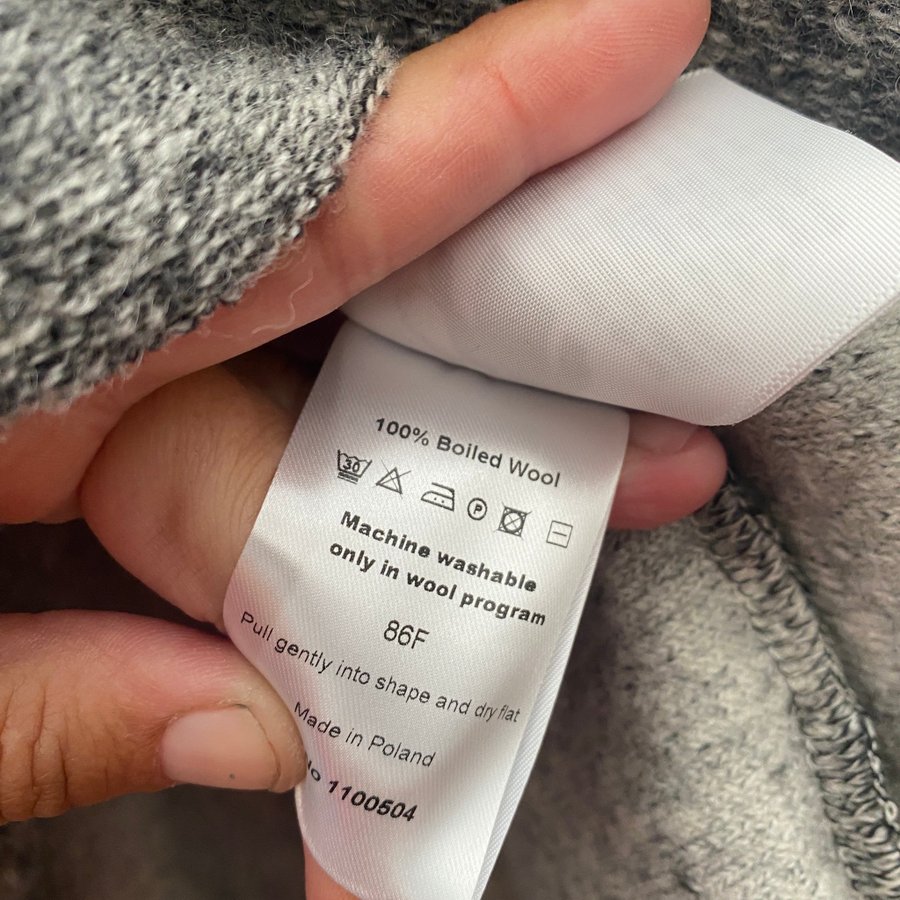 100% Boiled Wool
30
P
Machine washable
only in wool program
86F
Pull gently into shape and dry flat
Made in Poland
1100504